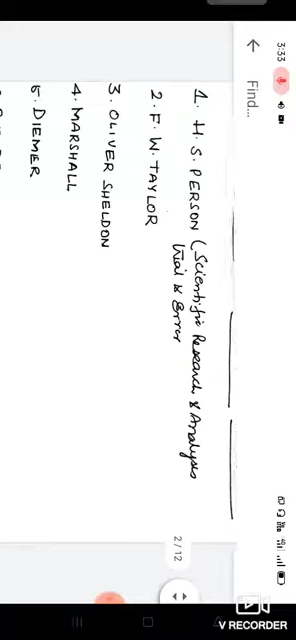 3:33
Find...
1. H. S. PERSON (Scientific Research & Analyses
Trial & Error
2. F. W. TAYLOR
3. OLIVER SHELDON
4. MARSHALL
5. DIEMER
2/12
V RECORDER